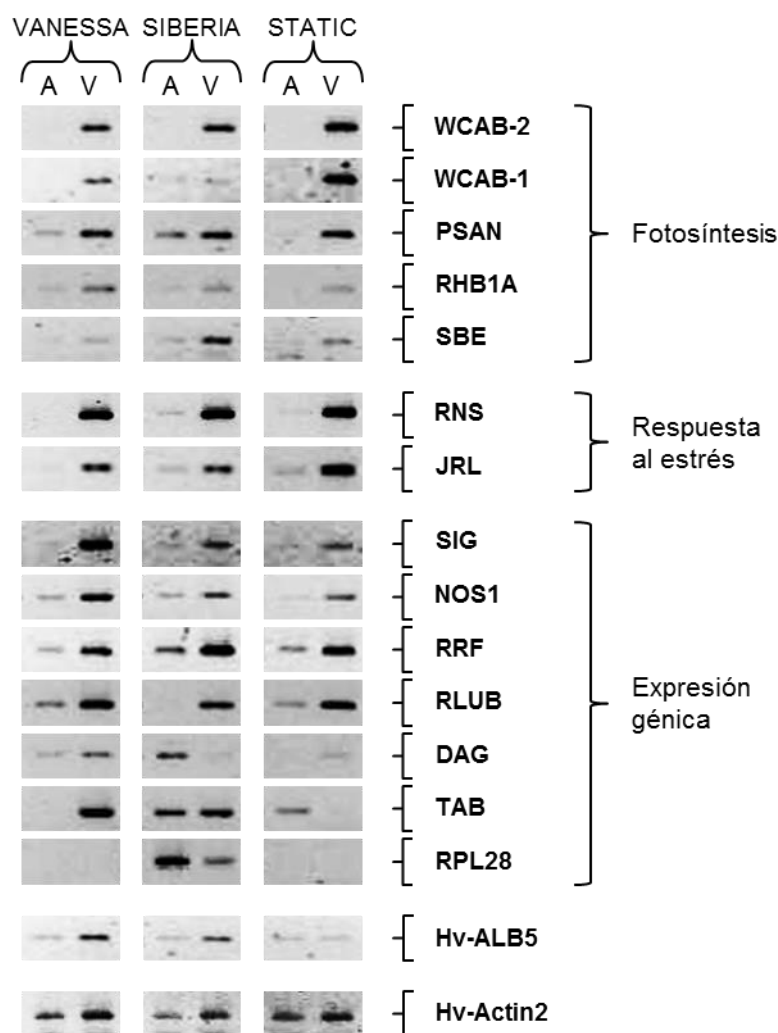 VANESSA SIBERIA STATIC
A V A V A V
WCAB-2
WCAB-1
PSAN
RHB1A
SBE
Fotosíntesis
RNS
JRL
Respuesta
al estrés
SIG
NOS1
RRF
RLUB
DAG
TAB
RPL28
Expresión
génica
Hv-ALB5
Hv-Actin2